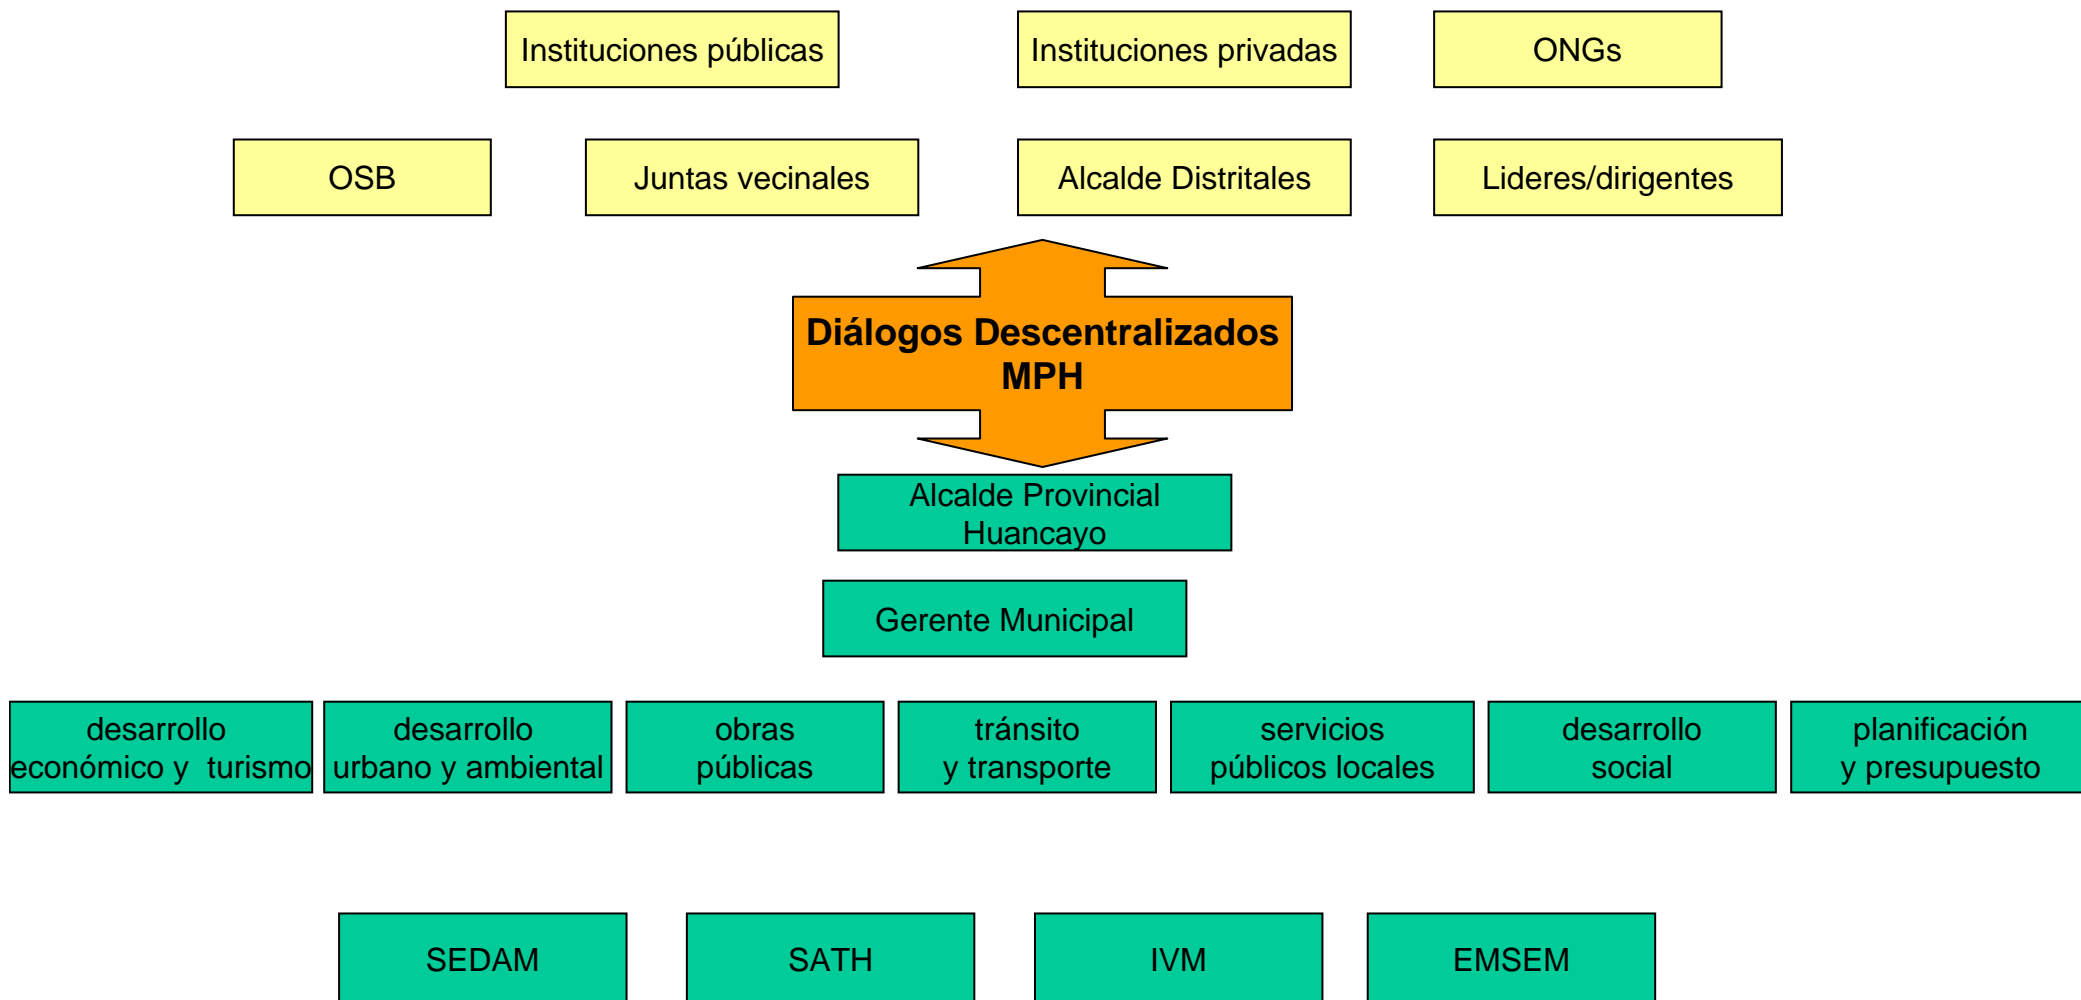 Instituciones públicas
Instituciones privadas
ONGs
OSB
Juntas vecinales
Alcalde Distritales
Lideres/dirigentes
Diálogos Descentralizados
MPH
Alcalde Provincial
Huancayo
Gerente Municipal
desarrollo
económico y  turismo
desarrollo
urbano y ambiental
obras
públicas
tránsito
y transporte
servicios
públicos locales
desarrollo
social
planificación
y presupuesto
SEDAM
SATH
IVM
EMSEM